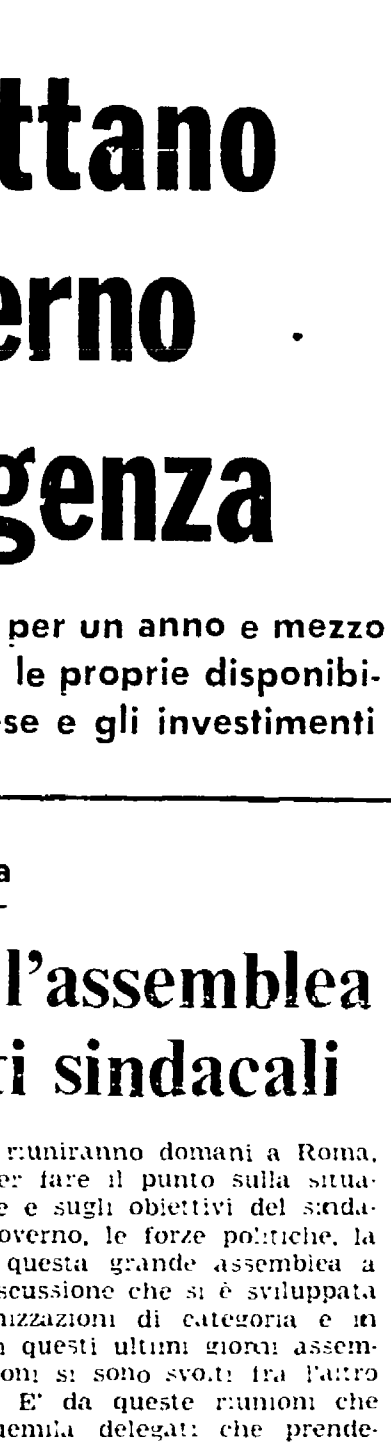 ttano
erno
genza
per un anno e mezzo
le proprie disponibi-
se e gli investimenti
a
l'assemblea
ti sindacali
riuniranno domani a Roma,
er fare il punto sulla situa-
e e sugli obiettivi del sinda-
overno, le forze politiche, la
questa grande assemblea a
scussione che si è sviluppata
nizzazioni di categoria e in
n questi ultimi giorni assem-
oni si sono svolti fra l'altro
E' da queste riunioni che
uemila delegati che prende-